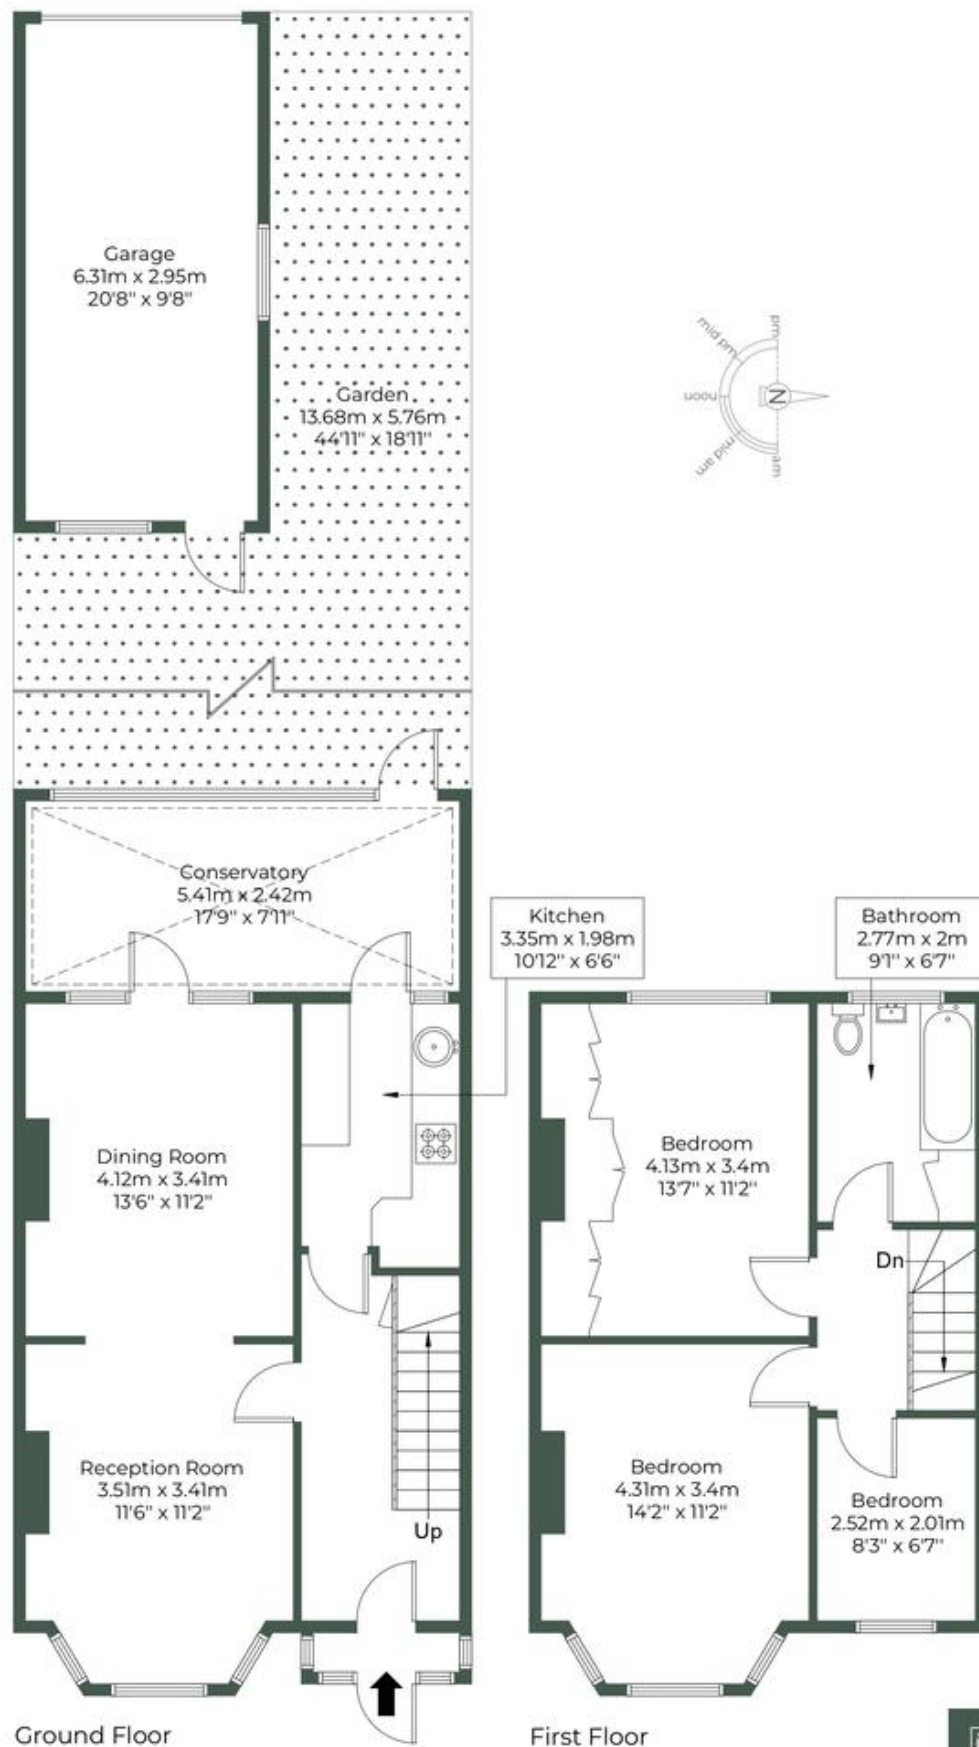 Garage
6.31m x 2.95m
20'8" x 9'8"
Garden
13.68m x 5.76m
44'11" x 18'11"
pm
mid pm
noon
mid am
am
N
Conservatory
5.41m x 2.42m
17'9" x 7'11"
Kitchen
3.35m x 1.98m
10'12" x 6'6"
Bathroom
2.77m x 2m
9'1" x 6'7"
Dining Room
4.12m x 3.41m
13'6" x 11'2"
Bedroom
4.13m x 3.4m
13'7" x 11'2"
Dn
Reception Room
3.51m x 3.41m
11'6" x 11'2"
Up
Bedroom
4.31m x 3.4m
14'2" x 11'2"
Bedroom
2.52m x 2.01m
8'3" x 6'7"
Ground Floor
First Floor